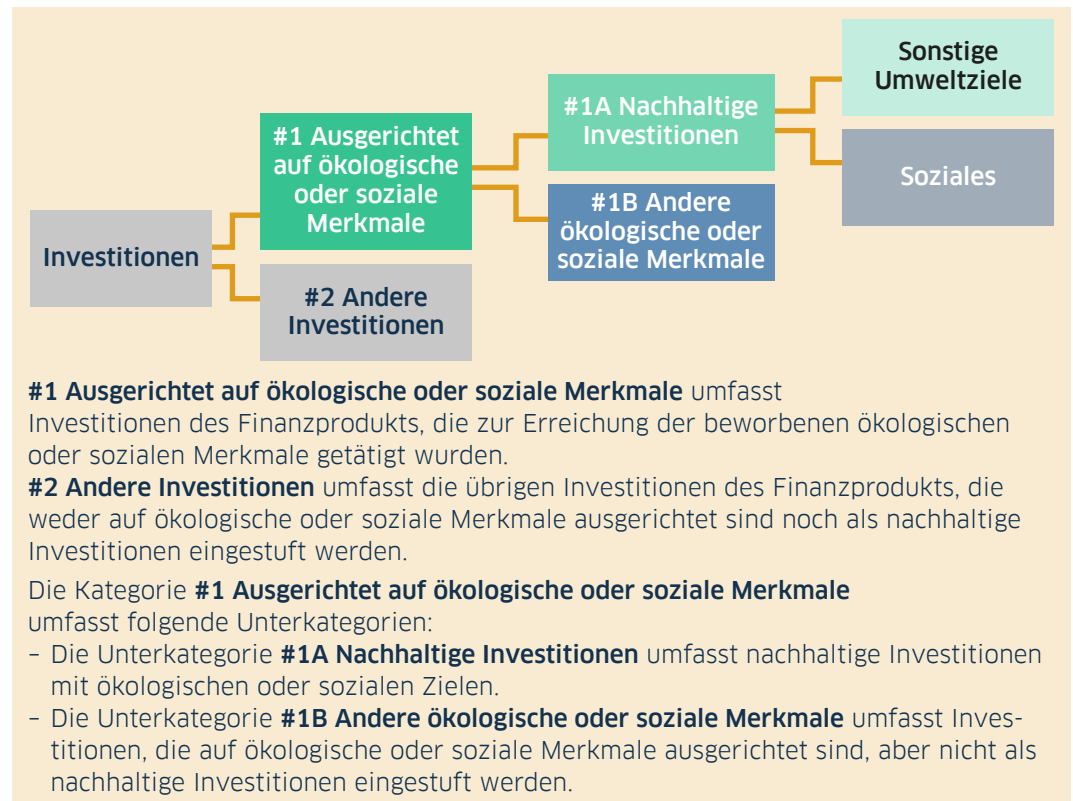 Sonstige
Umweltziele
#1A Nachhaltige
Investitionen
#1 Ausgerichtet
auf ökologische
oder soziale
Merkmale
Soziales
#1B Andere
ökologische oder
soziale Merkmale
Investitionen
#2 Andere
Investitionen
#1 Ausgerichtet auf ökologische oder soziale Merkmale umfasst
Investitionen des Finanzprodukts, die zur Erreichung der beworbenen ökologischen
oder sozialen Merkmale getätigt wurden.
#2 Andere Investitionen umfasst die übrigen Investitionen des Finanzprodukts, die
weder auf ökologische oder soziale Merkmale ausgerichtet sind noch als nachhaltige
Investitionen eingestuft werden.
Die Kategorie #1 Ausgerichtet auf ökologische oder soziale Merkmale
umfasst folgende Unterkategorien:
– Die Unterkategorie #1A Nachhaltige Investitionen umfasst nachhaltige Investitionen
mit ökologischen oder sozialen Zielen.
– Die Unterkategorie #1B Andere ökologische oder soziale Merkmale umfasst Inves-
titionen, die auf ökologische oder soziale Merkmale ausgerichtet sind, aber nicht als
nachhaltige Investitionen eingestuft werden.